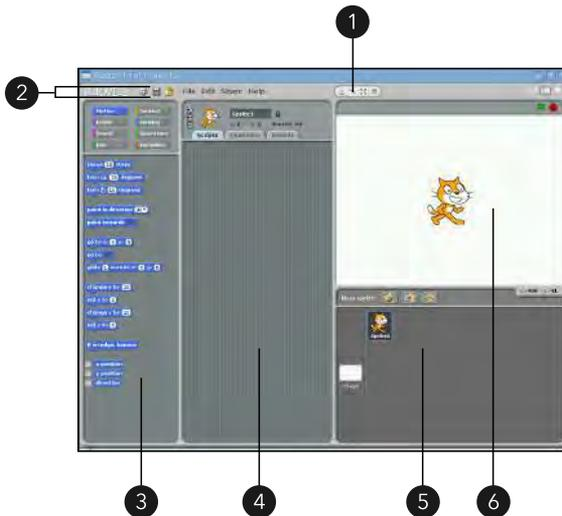 1
2
File Edit Share Help
Motion
Control
Looks
Sensing
Sound
Operators
Pen
Variables
Sprite1
Scripts Costumes Sounds
move 10 steps
turn 15 degrees
turn 15 degrees
point in direction 90
point towards
go to x: 0 y: 0
go to
glide 1 secs to x: 0 y: 0
change x by 10
set x to 0
change y by 10
set y to 0
if on edge, bounce
x position
y position
direction
New sprite:
Sprite1
Stage
3
4
5
6